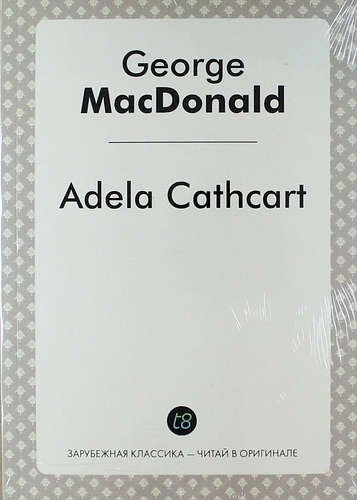 George
MacDonald
Adela Cathcart
t8
ЗАРУБЕЖНАЯ КЛАССИКА — ЧИТАЙ В ОРИГИНАЛЕ